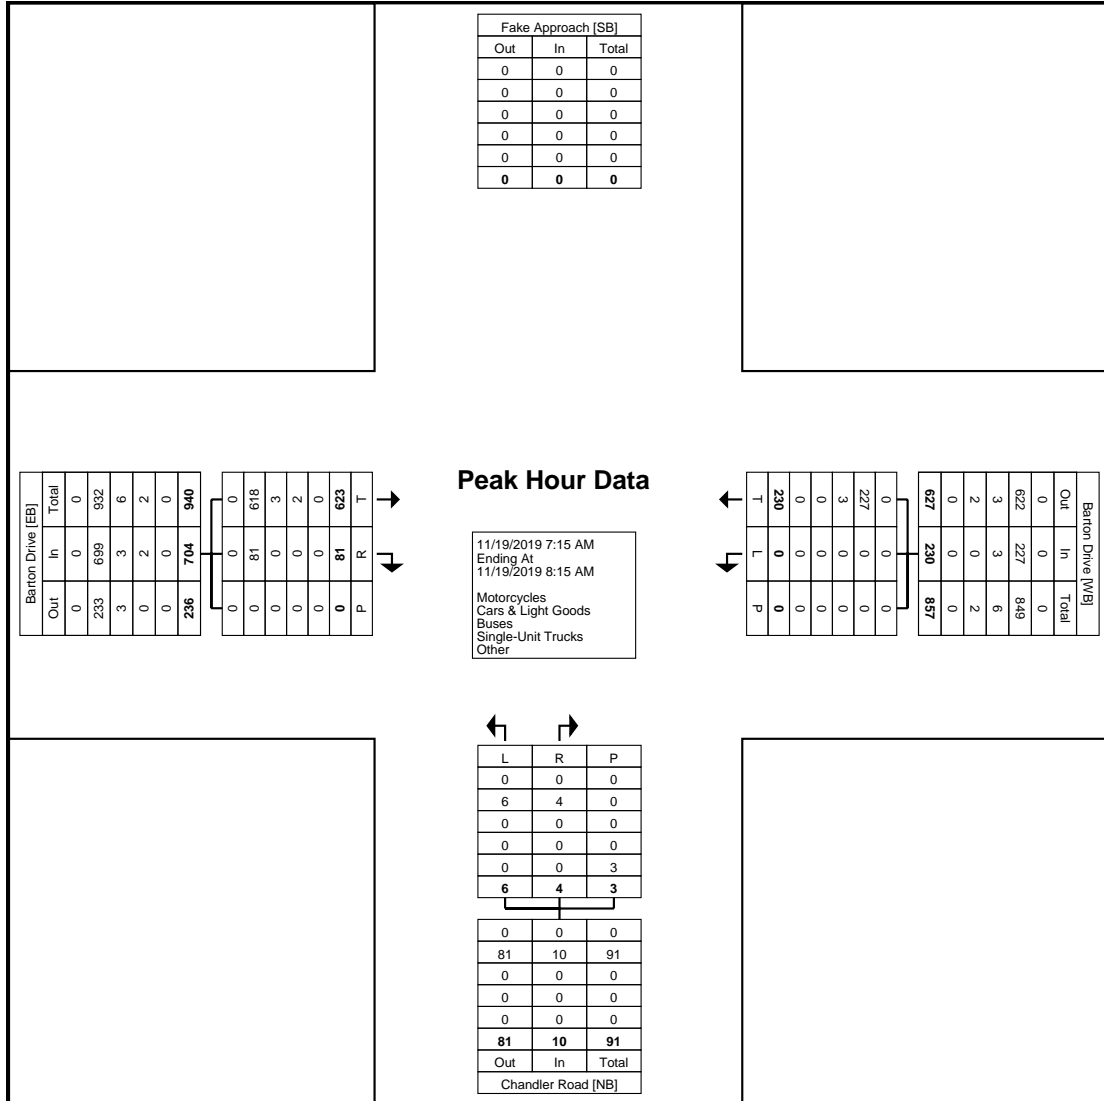 Fake Approach [SB]
Out In Total
0 0 0
0 0 0
0 0 0
0 0 0
0 0 0
0 0 0
Barton Drive [EB]
Total 0 932 6 2 0 940
In 0 699 3 2 0 704
Out 0 233 3 0 0 236
0 618 3 2 0 623 T
0 81 0 0 0 81 R
0 0 0 0 0 0 P
Peak Hour Data
11/19/2019 7:15 AM
Ending At
11/19/2019 8:15 AM
Motorcycles
Cars & Light Goods
Buses
Single-Unit Trucks
Other
T 230 0 0 3 227 0
L 0 0 0 0 0 0
P 0 0 0 0 0 0
627 0 2 3 622 0 Out
230 0 0 3 227 0 In
857 0 2 6 849 0 Total
Barton Drive [WB]
L R P
0 0 0
6 4 0
0 0 0
0 0 0
0 0 3
6 4 3
0 0 0
81 10 91
0 0 0
0 0 0
0 0 0
81 10 91
Out In Total
Chandler Road [NB]